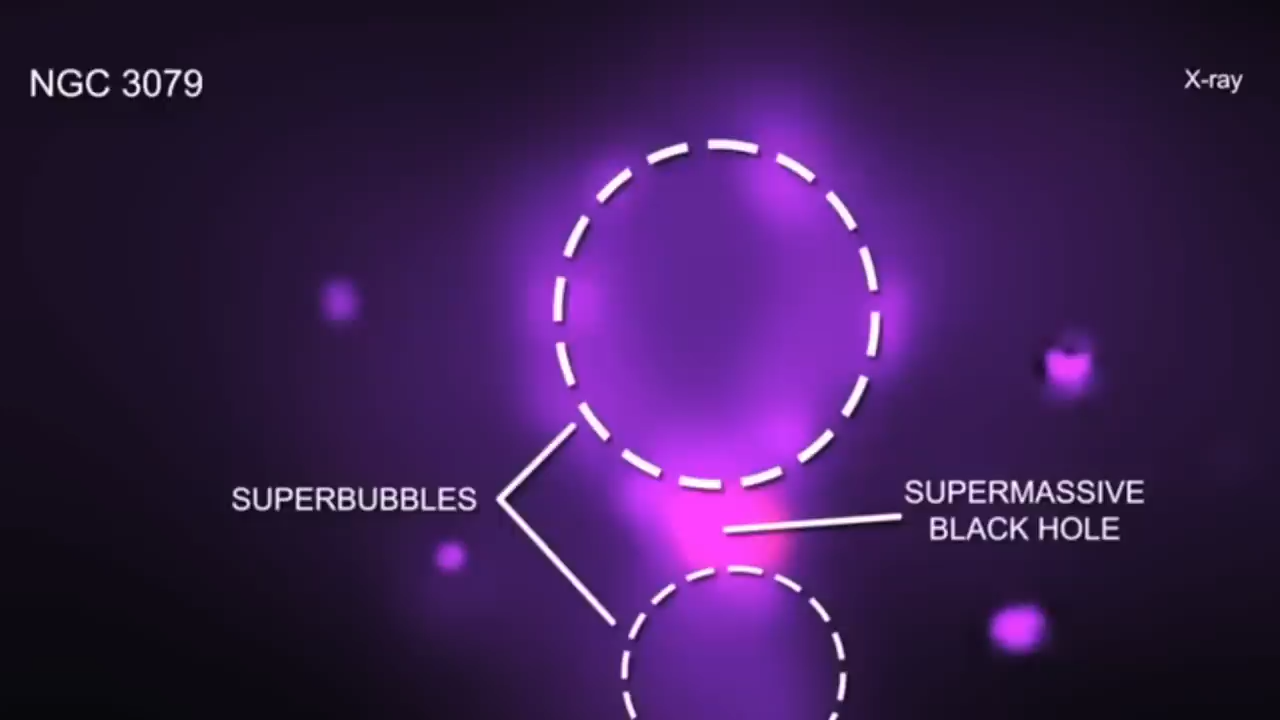 NGC 3079
X-ray
SUPERBUBBLES
SUPERMASSIVE
BLACK HOLE